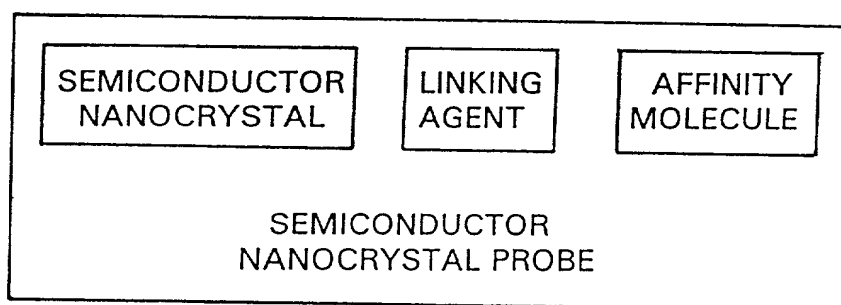 SEMICONDUCTOR
NANOCRYSTAL
LINKING
AGENT
AFFINITY
MOLECULE
SEMICONDUCTOR
NANOCRYSTAL PROBE